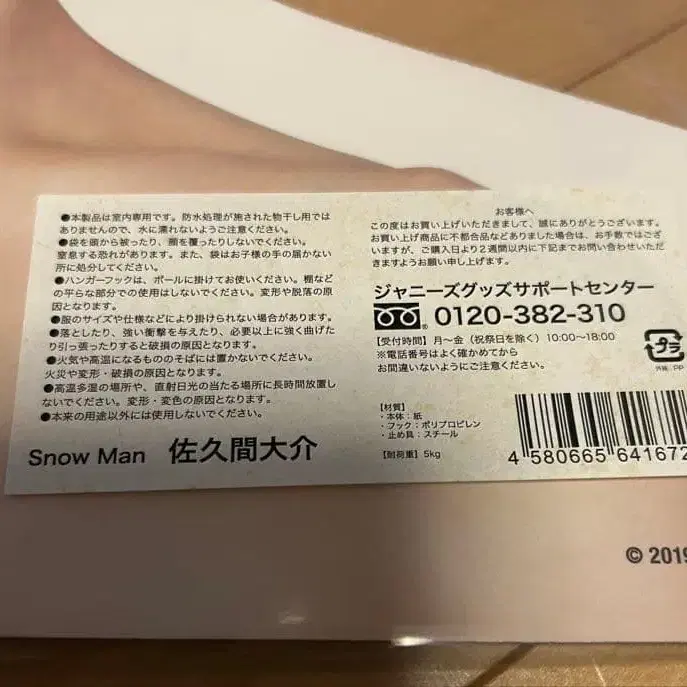 ●本製品は室内専用です。防水処理が施された物干し用では
ありませんので、水に濡れないようご注意ください。
●袋を頭から被ったり、顔を覆ったりしないでください。
窒息する恐れがあります。また、袋はお子様の手の届かない
所に処分してください。
●ハンガーフックは、ポールに掛けてお使いください。棚など
の平らな部分での使用はしないでください。変形や脱落の原
因となります。
●服のサイズや仕様などにより掛けられない場合があります。
●落としたり、強い衝撃を与えたり、必要以上に強く曲げた
り引っ張ったりすると破損の原因となります。
●火気や高温になるもののそばには置かないでください。
火災や変形・破損の原因となります。
●高温多湿の場所や、直射日光の当たる場所に長時間放置し
ないでください。変形・変色の原因となります。
●本来の用途以外には使用しないでください。
Snow Man 佐久間大介
お客様へ
この度はお買い上げいただきまして、誠にありがとうございます。
お買い上げ商品に不都合品などありました場合は、お手数ではござ
いますが、ご購入日より2週間以内に下記までお問い合わせいただ
きますようお願い申し上げます。
ジャニーズグッズサポートセンター
0120-382-310
【受付時間】月〜金（祝祭日を除く）10:00〜18:00
※電話番号はよく確かめてから
お間違いないようにご注意ください。
プラ
外装：PP
【材質】
・本体：紙
・フック：ポリプロピレン
・止め具：スチール
【耐荷重】5kg
4 580665 641672
© 2019